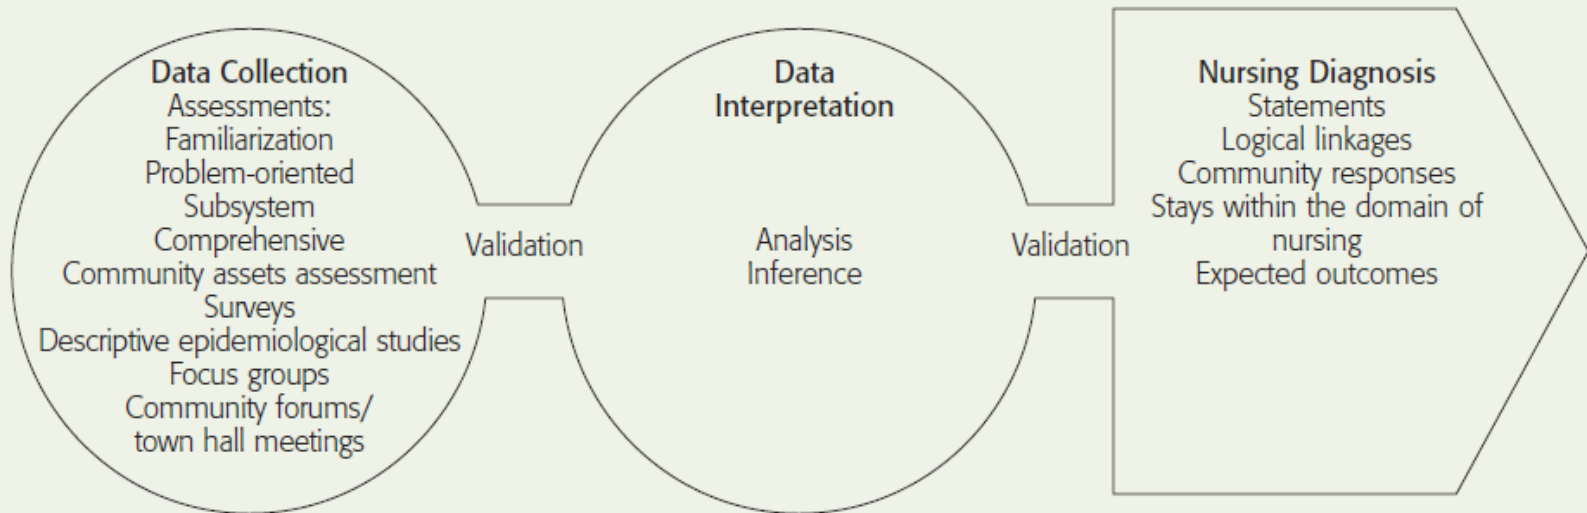 Data Collection
Assessments:
Familiarization
Problem-oriented
Subsystem
Comprehensive
Community assets assessment
Surveys
Descriptive epidemiological studies
Focus groups
Community forums/
town hall meetings
Validation
Data
Interpretation
Analysis
Inference
Validation
Nursing Diagnosis
Statements
Logical linkages
Community responses
Stays within the domain of
nursing
Expected outcomes